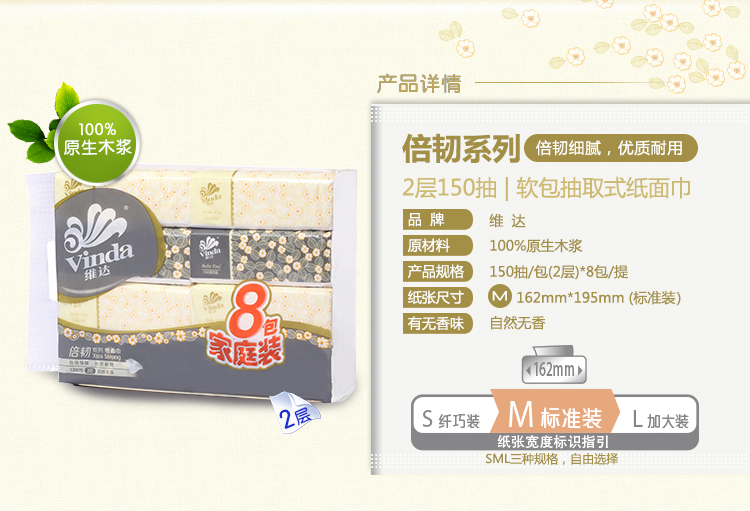 产品详情
100%
原生木浆
Vinda
维达
8包
家庭装
倍韧
Xtra Strong
2层
倍韧系列 倍韧细腻，优质耐用
2层150抽 | 软包抽取式纸面巾
品 牌 维 达
原材料 100%原生木浆
产品规格 150抽/包(2层)*8包/提
纸张尺寸 M 162mm*195mm (标准装)
有无香味 自然无香
162mm
S 纤巧装 M 标准装 L 加大装
纸张宽度标识指引
SML三种规格，自由选择